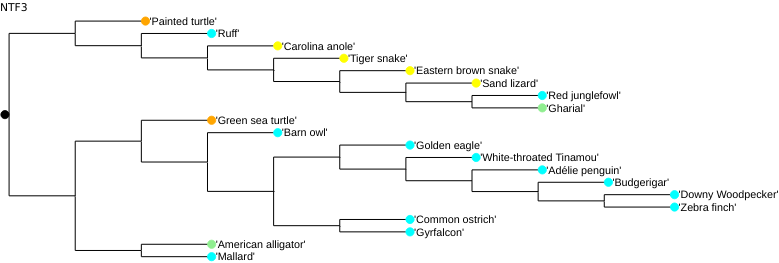 NTF3
'Painted turtle'
'Ruff'
'Carolina anole'
'Tiger snake'
'Eastern brown snake'
'Sand lizard'
'Red junglefowl'
'Gharial'
'Green sea turtle'
'Barn owl'
'Golden eagle'
'White-throated Tinamou'
'Adélie penguin'
'Budgerigar'
'Downy Woodpecker'
'Zebra finch'
'Common ostrich'
'Gyrfalcon'
'American alligator'
'Mallard'